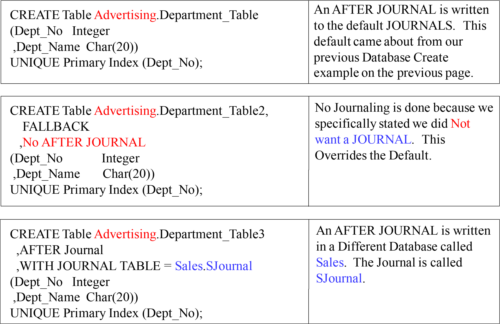 CREATE Table Advertising.Department_Table
(Dept_No   Integer
,Dept_Name  Char(20))
UNIQUE Primary Index (Dept_No);
An AFTER JOURNAL is written
to the default JOURNALS.  This
default came about from our
previous Database Create
example on the previous page.
CREATE Table Advertising.Department_Table2,
FALLBACK
,No AFTER JOURNAL
(Dept_No          Integer
,Dept_Name      Char(20))
UNIQUE Primary Index (Dept_No);
No Journaling is done because we
specifically stated we did Not
want a JOURNAL.  This
Overrides the Default.
CREATE Table Advertising.Department_Table3
,AFTER Journal
,WITH JOURNAL TABLE = Sales.SJournal
(Dept_No   Integer
,Dept_Name  Char(20))
UNIQUE Primary Index (Dept_No);
An AFTER JOURNAL is written
in a Different Database called
Sales.  The Journal is called
SJournal.